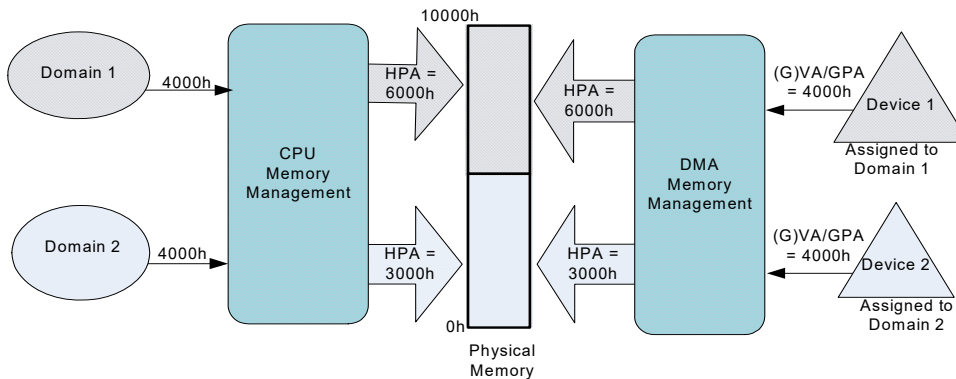 10000h
Domain 1
4000h
HPA =
6000h
CPU
Memory
Management
Domain 2
4000h
HPA =
3000h
0h
Physical
Memory
HPA =
6000h
DMA
Memory
Management
HPA =
3000h
(G)VA/GPA
= 4000h
Device 1
Assigned to
Domain 1
(G)VA/GPA
= 4000h
Device 2
Assigned to
Domain 2